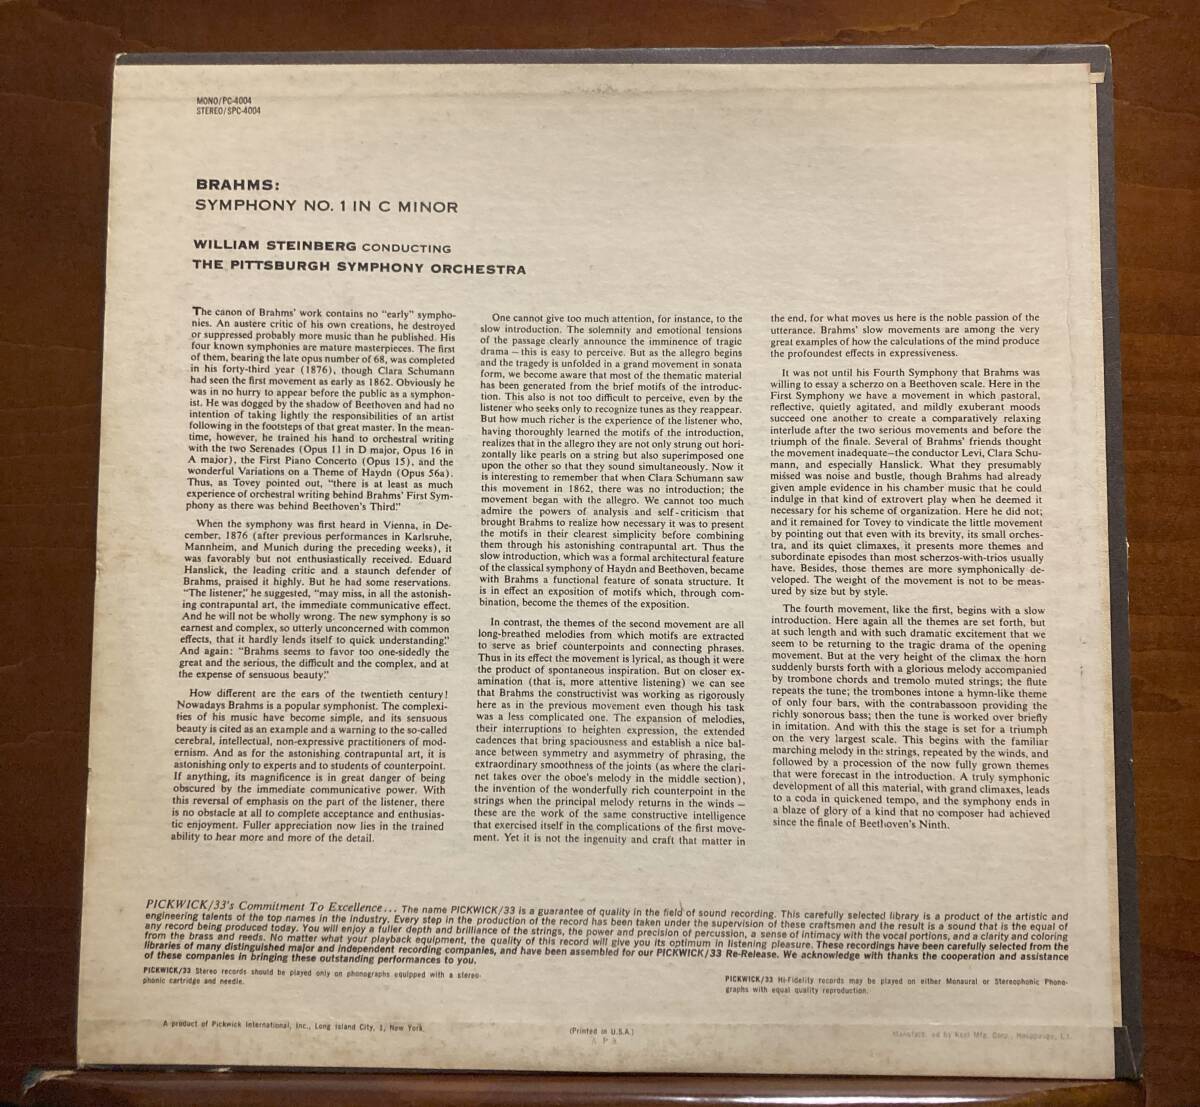 MONO/PC-4004
STEREO/SPC-4004
BRAHMS:
SYMPHONY NO. 1 IN C MINOR
WILLIAM STEINBERG CONDUCTING
THE PITTSBURGH SYMPHONY ORCHESTRA
The canon of Brahms' work contains no "early" sympho-
nies. An austere critic of his own creations, he destroyed
or suppressed probably more music than he published. His
four known symphonies are mature masterpieces. The first
of them, bearing the late opus number of 68, was completed
in his forty-third year (1876), though Clara Schumann
had seen the first movement as early as 1862. Obviously he
was in no hurry to appear before the public as a symphon-
ist. He was dogged by the shadow of Beethoven and had no
intention of taking lightly the responsibilities of an artist
following in the footsteps of that great master. In the mean-
time, however, he trained his hand to orchestral writing
with the two Serenades (Opus 11 in D major, Opus 16 in
A major), the First Piano Concerto (Opus 15), and the
wonderful Variations on a Theme of Haydn (Opus 56a).
Thus, as Tovey pointed out, "there is at least as much
experience of orchestral writing behind Brahms' First Sym-
phony as there was behind Beethoven's Third."
When the symphony was first heard in Vienna, in De-
cember, 1876 (after previous performances in Karlsruhe,
Mannheim, and Munich during the preceding weeks), it
was favorably but not enthusiastically received. Eduard
Hanslick, the leading critic and a staunch defender of
Brahms, praised it highly. But he had some reservations.
"The listener," he suggested, "may miss, in all the astonish-
ing contrapuntal art, the immediate communicative effect.
And he will not be wholly wrong. The new symphony is so
earnest and complex, so utterly unconcerned with common
effects, that it hardly lends itself to quick understanding."
And again: "Brahms seems to favor too one-sidedly the
great and the serious, the difficult and the complex, and at
the expense of sensuous beauty."
How different are the ears of the twentieth century!
Nowadays Brahms is a popular symphonist. The complexi-
ties of his music have become simple, and its sensuous
beauty is cited as an example and a warning to the so-called
cerebral, intellectual, non-expressive practitioners of mod-
ernism. And as for the astonishing contrapuntal art, it is
astonishing only to experts and to students of counterpoint.
If anything, its magnificence is in great danger of being
obscured by the immediate communicative power. With
this reversal of emphasis on the part of the listener, there
is no obstacle at all to complete acceptance and enthusias-
tic enjoyment. Fuller appreciation now lies in the trained
ability to hear more and more of the detail.
One cannot give too much attention, for instance, to the
slow introduction. The solemnity and emotional tensions
of the passage clearly announce the imminence of tragic
drama – this is easy to perceive. But as the allegro begins
and the tragedy is unfolded in a grand movement in sonata
form, we become aware that most of the thematic material
has been generated from the brief motifs of the introduc-
tion. This also is not too difficult to perceive, even by the
listener who seeks only to recognize tunes as they reappear.
But how much richer is the experience of the listener who,
having thoroughly learned the motifs of the introduction,
realizes that in the allegro they are not only strung out hori-
zontally like pearls on a string but also superimposed one
upon the other so that they sound simultaneously. Now it
is interesting to remember that when Clara Schumann saw
this movement in 1862, there was no introduction; the
movement began with the allegro. We cannot too much
admire the powers of analysis and self-criticism that
brought Brahms to realize how necessary it was to present
the motifs in their clearest simplicity before combining
them through his astonishing contrapuntal art. Thus the
slow introduction, which was a formal architectural feature
of the classical symphony of Haydn and Beethoven, became
with Brahms a functional feature of sonata structure. It
is in effect an exposition of motifs which, through com-
bination, become the themes of the exposition.
In contrast, the themes of the second movement are all
long-breathed melodies from which motifs are extracted
to serve as brief counterpoints and connecting phrases.
Thus in its effect the movement is lyrical, as though it were
the product of spontaneous inspiration. But on closer ex-
amination (that is, more attentive listening) we can see
that Brahms the constructivist was working as rigorously
here as in the previous movement even though his task
was a less complicated one. The expansion of melodies,
their interruptions to heighten expression, the extended
cadences that bring spaciousness and establish a nice bal-
ance between symmetry and asymmetry of phrasing, the
extraordinary smoothness of the joints (as where the clari-
net takes over the oboe's melody in the middle section),
the invention of the wonderfully rich counterpoint in the
strings when the principal melody returns in the winds –
these are the work of the same constructive intelligence
that exercised itself in the complications of the first move-
ment. Yet it is not the ingenuity and craft that matter in
the end, for what moves us here is the noble passion of the
utterance. Brahms' slow movements are among the very
great examples of how the calculations of the mind produce
the profoundest effects in expressiveness.
It was not until his Fourth Symphony that Brahms was
willing to essay a scherzo on a Beethoven scale. Here in the
First Symphony we have a movement in which pastoral,
reflective, quietly agitated, and mildly exuberant moods
succeed one another to create a comparatively relaxing
interlude after the two serious movements and before the
triumph of the finale. Several of Brahms' friends thought
the movement inadequate–the conductor Levi, Clara Schu-
mann, and especially Hanslick. What they presumably
missed was noise and bustle, though Brahms had already
given ample evidence in his chamber music that he could
indulge in that kind of extrovert play when he deemed it
necessary for his scheme of organization. Here he did not;
and it remained for Tovey to vindicate the little movement
by pointing out that even with its brevity, its small orches-
tra, and its quiet climaxes, it presents more themes and
subordinate episodes than most scherzos-with-trios usually
have. Besides, those themes are more symphonically de-
veloped. The weight of the movement is not to be meas-
ured by size but by style.
The fourth movement, like the first, begins with a slow
introduction. Here again all the themes are set forth, but
at such length and with such dramatic excitement that we
seem to be returning to the tragic drama of the opening
movement. But at the very height of the climax the horn
suddenly bursts forth with a glorious melody accompanied
by trombone chords and tremolo muted strings; the flute
repeats the tune; the trombones intone a hymn-like theme
of only four bars, with the contrabassoon providing the
richly sonorous bass; then the tune is worked over briefly
in imitation. And with this the stage is set for a triumph
on the very largest scale. This begins with the familiar
marching melody in the strings, repeated by the winds, and
followed by a procession of the now fully grown themes
that were forecast in the introduction. A truly symphonic
development of all this material, with grand climaxes, leads
to a coda in quickened tempo, and the symphony ends in
a blaze of glory of a kind that no composer had achieved
since the finale of Beethoven's Ninth.
PICKWICK/33's Commitment To Excellence... The name PICKWICK/33 is a guarantee of quality in the field of sound recording. This carefully selected library is a product of the artistic and
engineering talents of the top names in the industry. Every step in the production of the record has been taken under the supervision of these craftsmen and the result is a sound that is the equal of
any record being produced today. You will enjoy a fuller depth and brilliance of the strings, the power and precision of percussion, a sense of intimacy with the vocal portions, and a clarity and coloring
from the brass and reeds. No matter what your playback equipment, the quality of this record will give you its optimum in listening pleasure. These recordings have been carefully selected from the
libraries of many distinguished major and independent recording companies, and have been assembled for our PICKWICK/33 Re-Release. We acknowledge with thanks the cooperation and assistance
of these companies in bringing these outstanding performances to you.
PICKWICK/33 Stereo records should be played only on phonographs equipped with a stereo-
phonic cartridge and needle.
PICKWICK/33 Hi-Fidelity records may be played on either Monaural or Stereophonic Phono-
graphs with equal quality reproduction.
A product of Pickwick International, Inc., Long Island City, 1, New York.
(Printed in U.S.A.)
A P A
ed by Keel Mfg. Corp., Hauppauge, L.I.